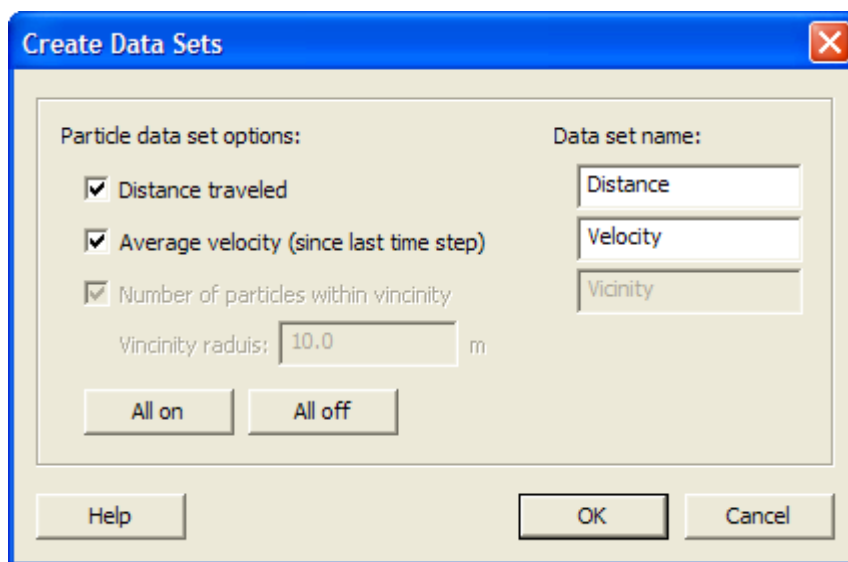 Create Data Sets
Particle data set options:
Data set name:
Distance traveled
Distance
Average velocity (since last time step)
Velocity
Number of particles within vincinity
Vicinity
Vincinity raduis:
10.0
m
All on
All off
Help
OK
Cancel